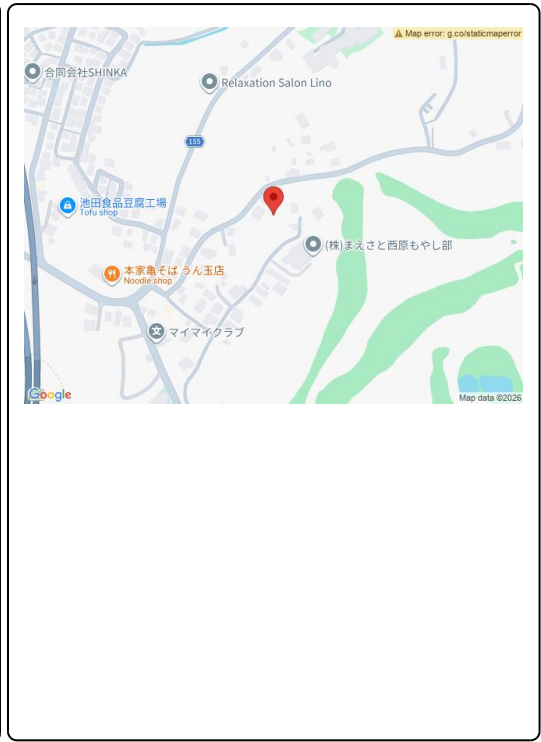 Map error: g.co/staticmaperror
合同会社SHINKA
Relaxation Salon Lino
155
池田食品豆腐工場
Tofu shop
(株)まえさと西原もやし部
本家亀そば うん玉店
Noodle shop
マイマイクラブ
文
Google
Map data ©2026